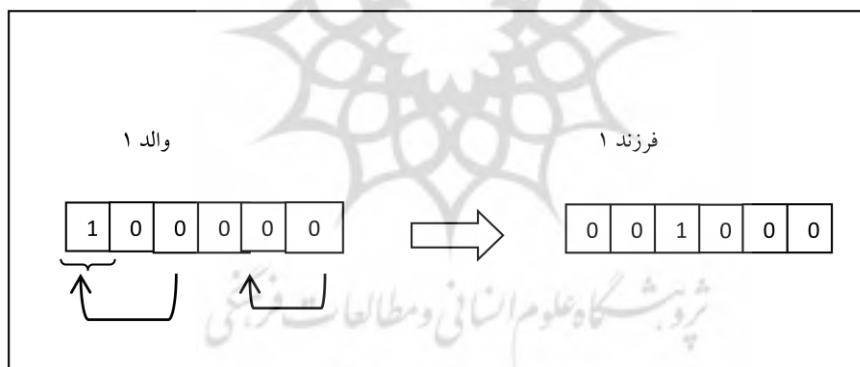 والد ۱
فرزند ۱
1 0 0 0 0 0
0 0 1 0 0 0
پژوهشگاه علوم انسانی و مطالعات فرهنگی